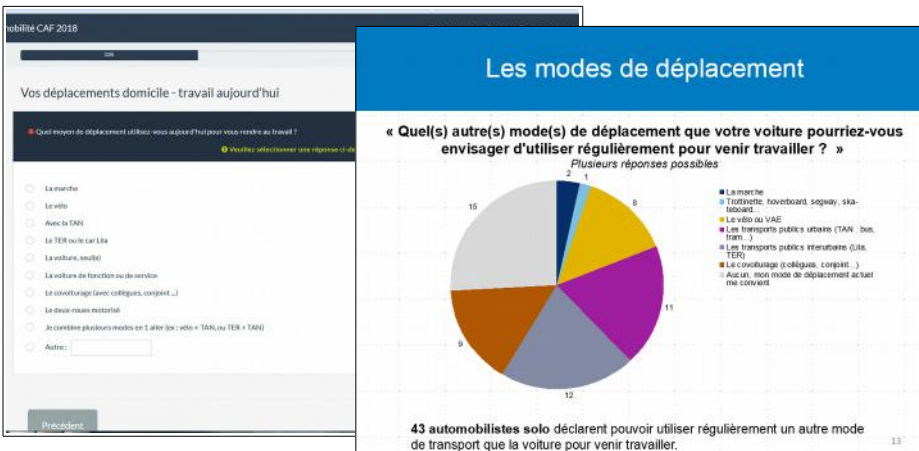 mobilité CAF 2018
Vos déplacements domicile - travail aujourd'hui
Quel moyen de déplacement utilisez-vous aujourd'hui pour vous rendre au travail ?
Veuillez sélectionner une réponse ci-de
La marche
Le vélo
Avec la TAN
Le TER ou le car Lila
La voiture, seul(e)
La voiture de fonction ou de service
Le covoiturage (avec collègues, conjoint ...)
Le deux-roues motorisé
Je combine plusieurs modes en 1 aller (ex : vélo + TAN, ou TER + TAN)
Autre :
Précédent
Les modes de déplacement
« Quel(s) autre(s) mode(s) de déplacement que votre voiture pourriez-vous
envisager d'utiliser régulièrement pour venir travailler ? »
Plusieurs réponses possibles
2
1
8
11
12
9
15
La marche
Trottinette, hoverboard, segway, ska-
teboard...
Le vélo ou VAE
Les transports publics urbains (TAN : bus,
tram...)
Les transports publics interurbains (Lila,
TER)
Le covoiturage (collègues, conjoint...)
Aucun, mon mode de déplacement actuel
me convient
43 automobilistes solo déclarent pouvoir utiliser régulièrement un autre mode
de transport que la voiture pour venir travailler.
13